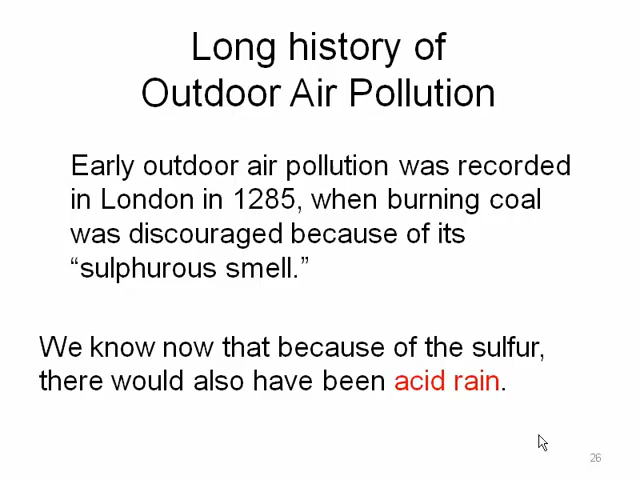 Long history of
Outdoor Air Pollution
Early outdoor air pollution was recorded
in London in 1285, when burning coal
was discouraged because of its
“sulphurous smell.”
We know now that because of the sulfur,
there would also have been acid rain.
26